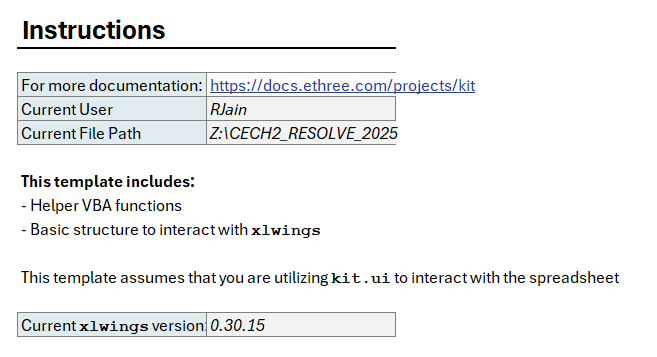 Instructions
For more documentation: https://docs.ethree.com/projects/kit
Current User RJain
Current File Path Z:\CECH2_RESOLVE_2025
This template includes:
- Helper VBA functions
- Basic structure to interact with xlwings
This template assumes that you are utilizing kit.ui to interact with the spreadsheet
Current xlwings version: 0.30.15